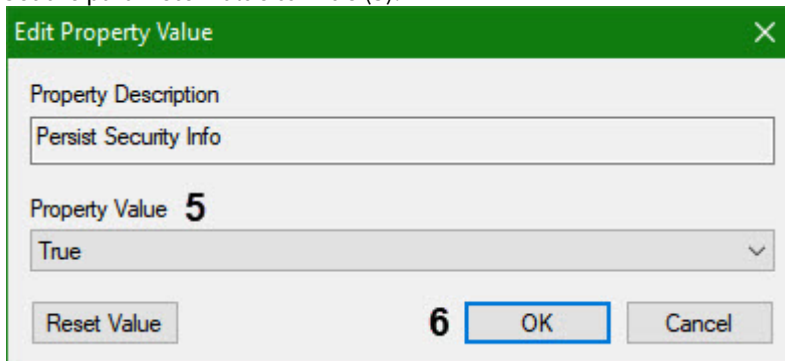 Edit Property Value
Property Description
Persist Security Info
Property Value 5
True
Reset Value 6 OK Cancel